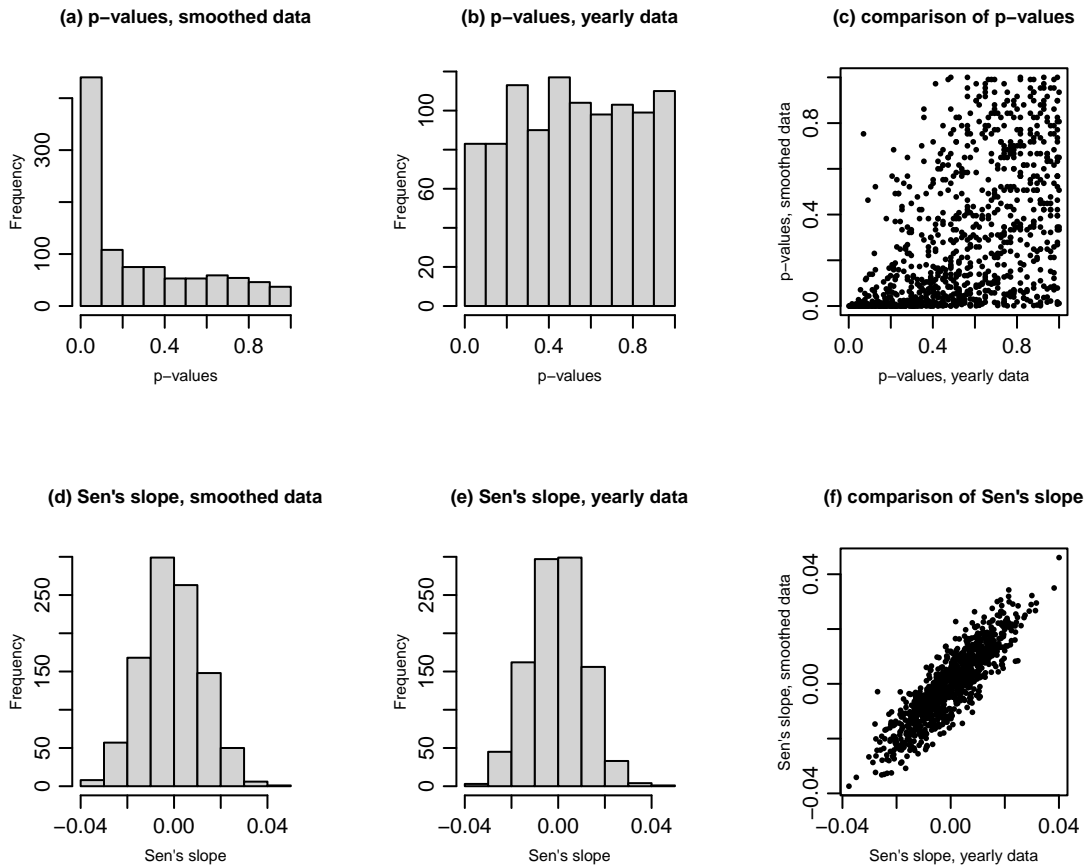 (a) p−values, smoothed data
Frequency
0 100 300
0.0 0.4 0.8
p−values
(b) p−values, yearly data
Frequency
0 20 60 100
0.0 0.4 0.8
p−values
(c) comparison of p−values
p−values, smoothed data
0.0 0.4 0.8
0.0 0.4 0.8
p−values, yearly data
(d) Sen's slope, smoothed data
Frequency
0 50 150 250
−0.04 0.00 0.04
Sen's slope
(e) Sen's slope, yearly data
Frequency
0 50 150 250
−0.04 0.00 0.04
Sen's slope
(f) comparison of Sen's slope
Sen's slope, smoothed data
−0.04 0.00 0.04
−0.04 0.00 0.04
Sen's slope, yearly data